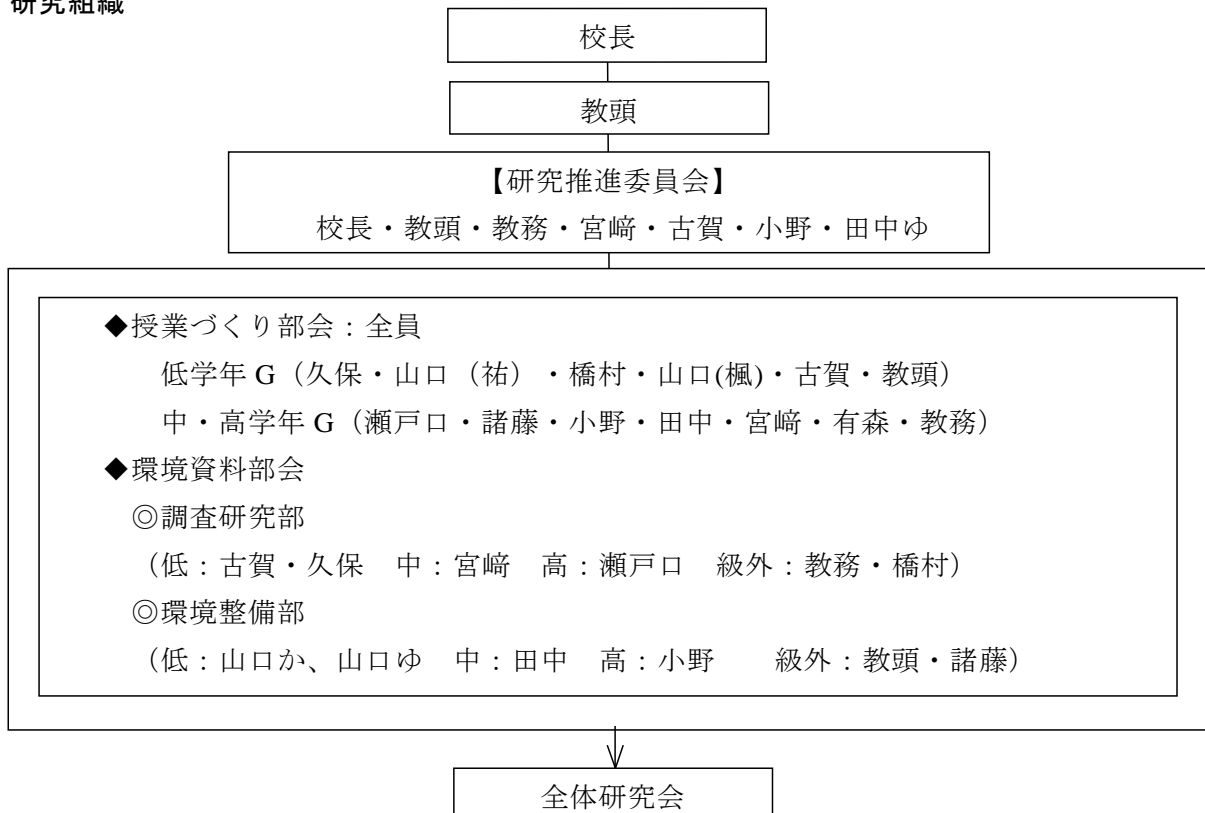 研究組織
校長
教頭
【研究推進委員会】
校長・教頭・教務・宮﨑・古賀・小野・田中ゆ
◆授業づくり部会：全員
低学年 G（久保・山口（祐）・橋村・山口(楓)・古賀・教頭）
中・高学年 G（瀬戸口・諸藤・小野・田中・宮﨑・有森・教務）
◆環境資料部会
◎調査研究部
（低：古賀・久保　中：宮﨑　高：瀬戸口　級外：教務・橋村）
◎環境整備部
（低：山口か、山口ゆ　中：田中　高：小野　　級外：教頭・諸藤）
全体研究会